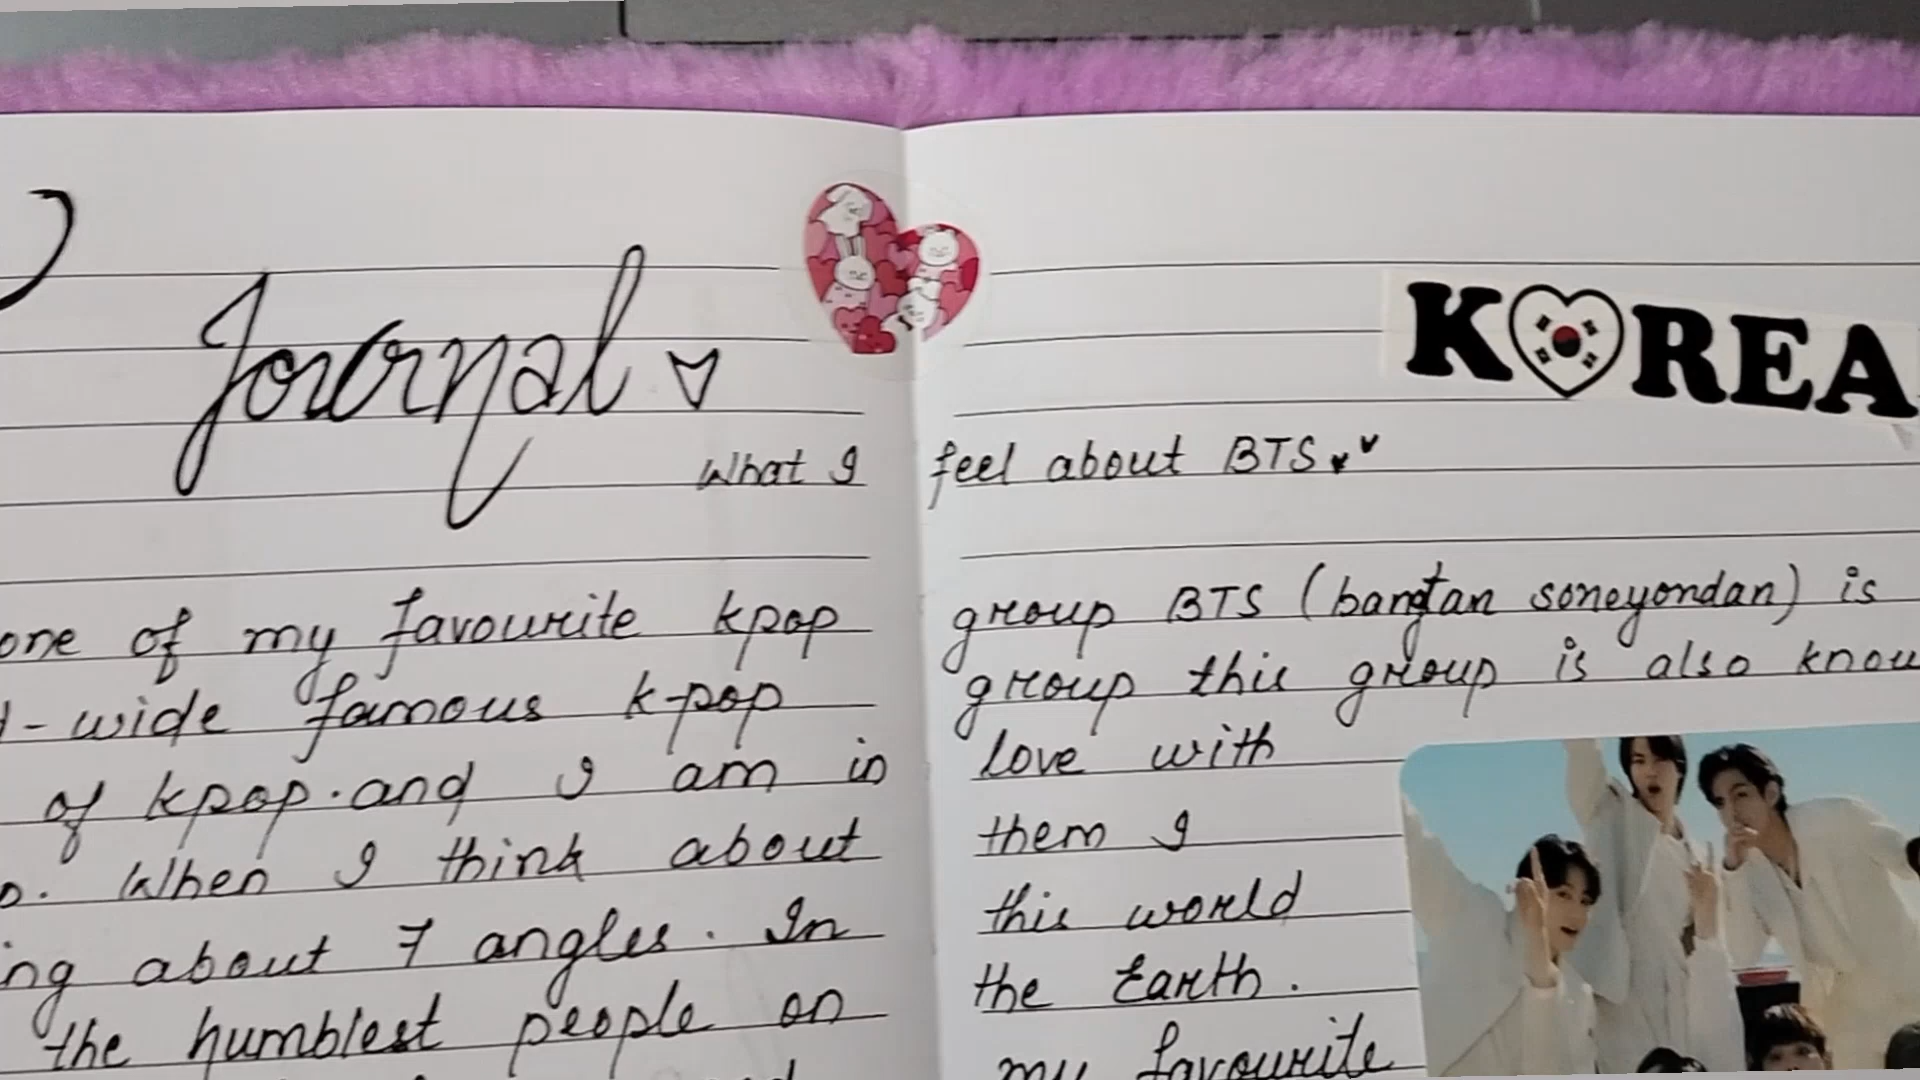 Journal
KOREA
What I feel about BTS
one of my favourite kpop group BTS (bangtan soneyondan) is
-wide famous k-pop group this group is also know
of kpop. and I am in love with
When I think about them I
ing about 7 angles. In this world
the humblest people on the Earth.
my favourite